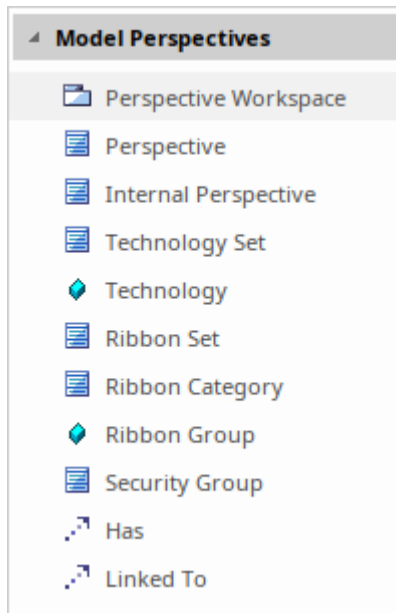 Model Perspectives
Perspective Workspace
Perspective
Internal Perspective
Technology Set
Technology
Ribbon Set
Ribbon Category
Ribbon Group
Security Group
Has
Linked To